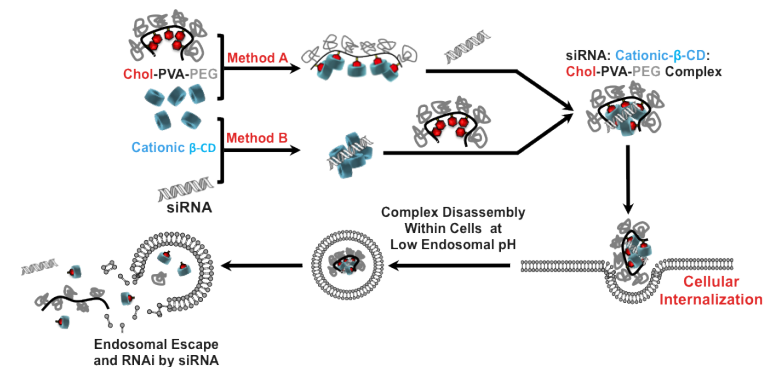 Method A
siRNA: Cationic-β-CD:
Chol-PVA-PEG Complex
Chol-PVA-PEG
Method B
Cationic β-CD
siRNA
Complex Disassembly
Within Cells at
Low Endosomal pH
Cellular
Internalization
Endosomal Escape
and RNAi by siRNA